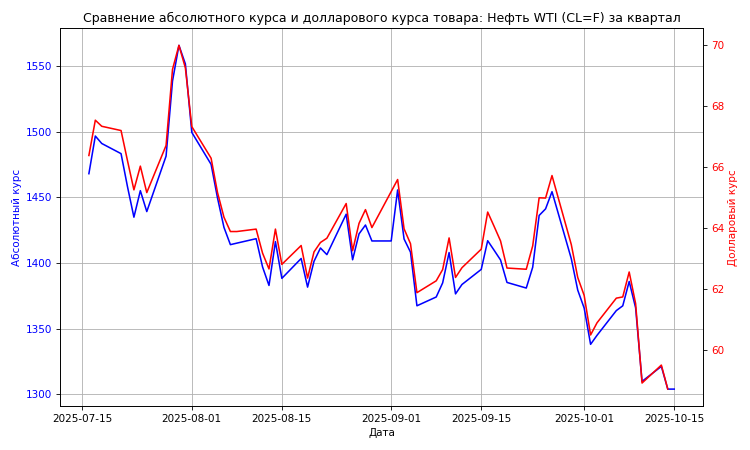 Сравнение абсолютного курса и долларового курса товара: Нефть WTI (CL=F) за квартал
1550
1500
1450
1400
1350
1300
Абсолютный курс
70
68
66
64
62
60
Долларовый курс
2025-07-15 2025-08-01 2025-08-15 2025-09-01 2025-09-15 2025-10-01 2025-10-15
Дата